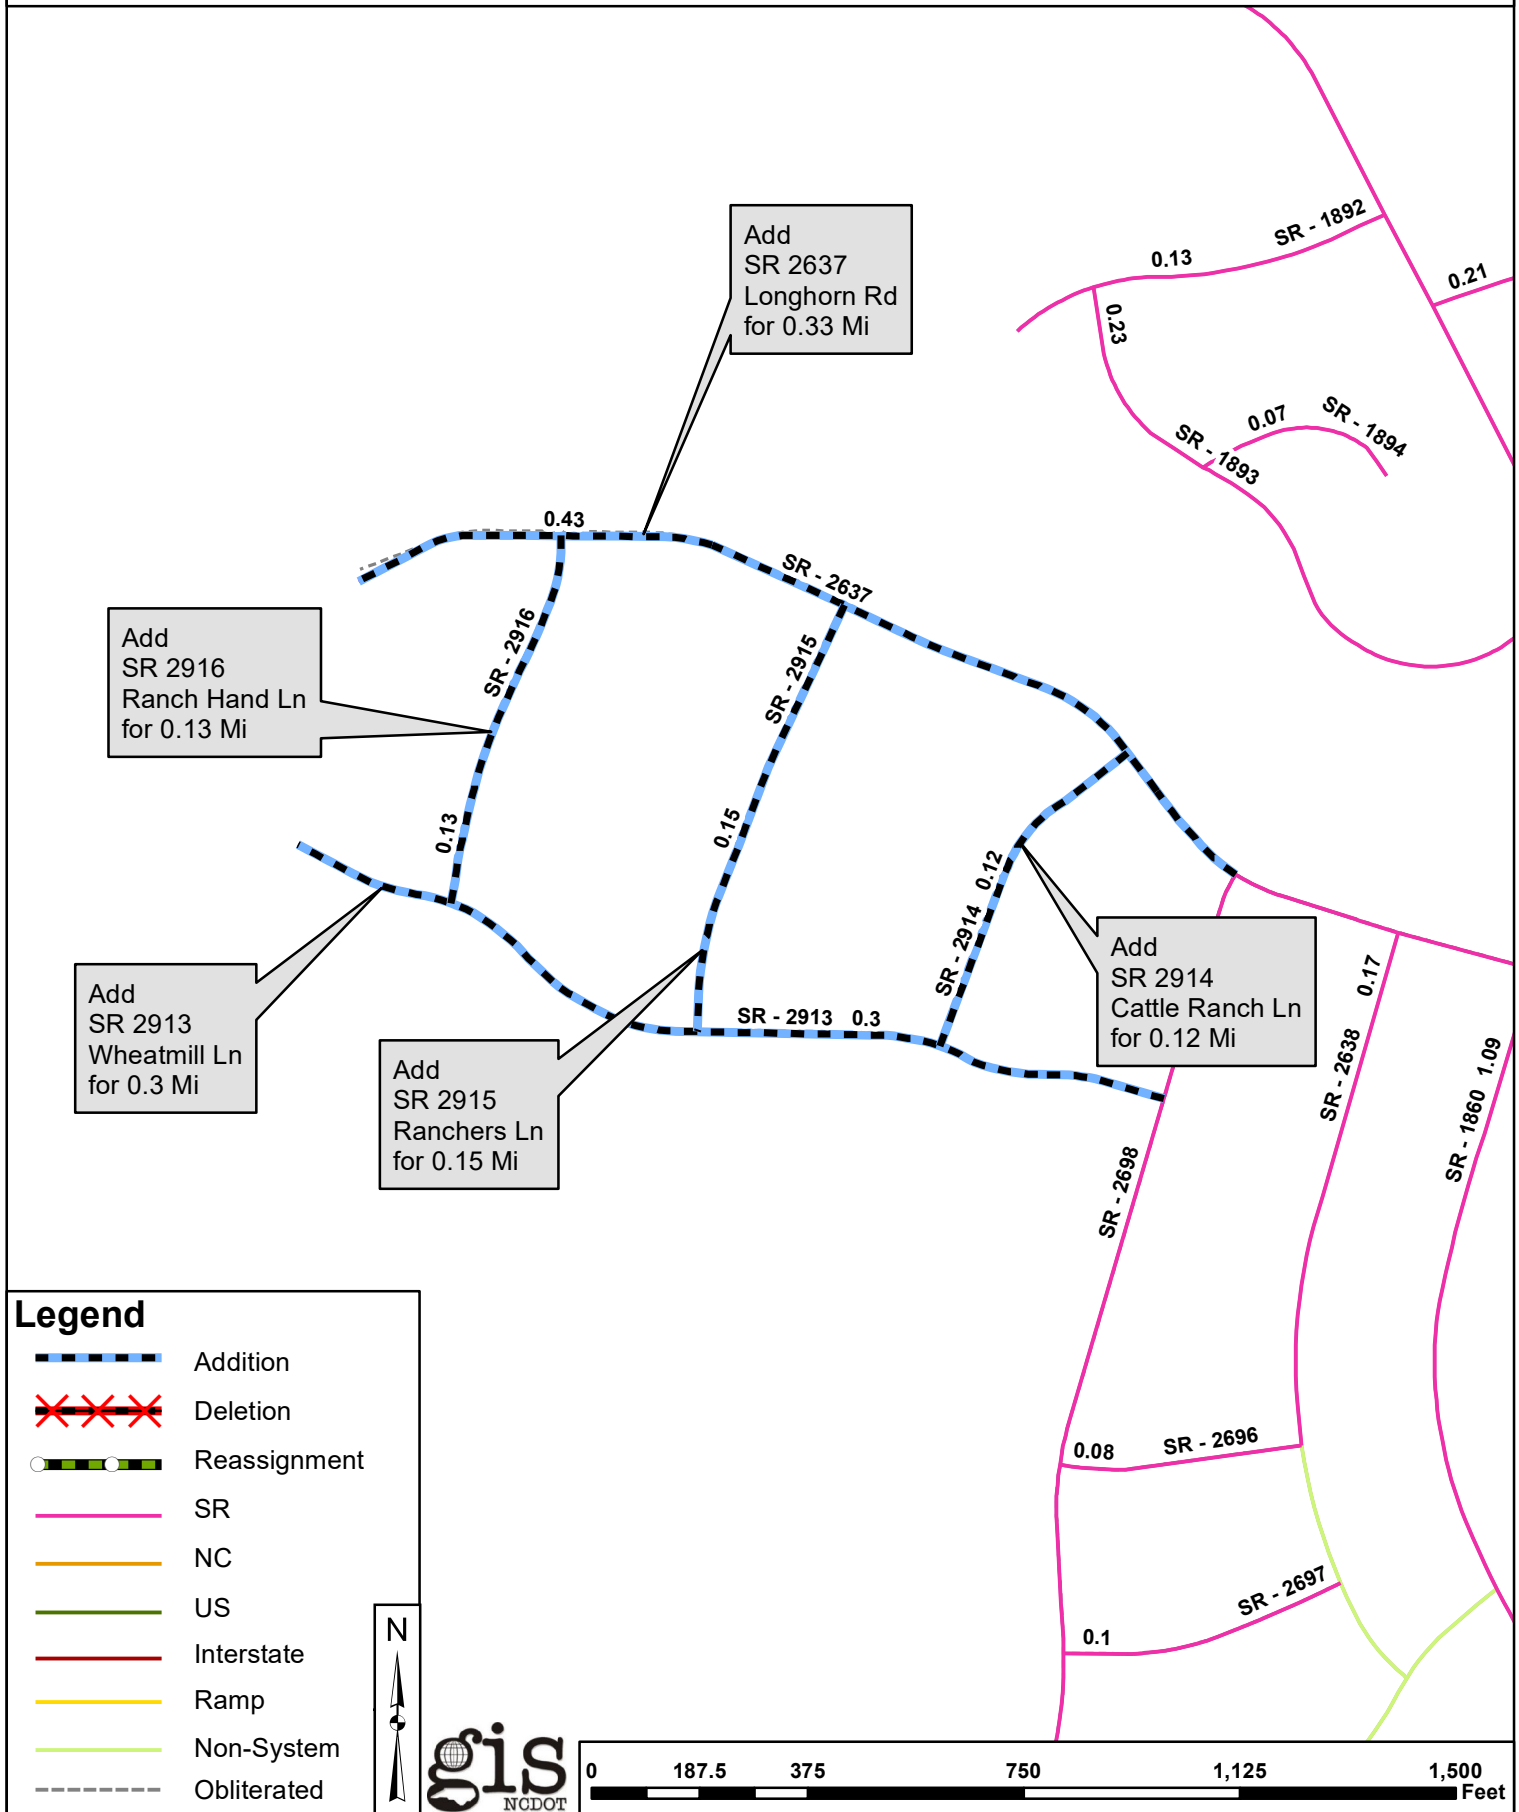 SR - 1892
0.13
0.21
0.23
Add
SR 2637
Longhorn Rd
for 0.33 Mi
0.07
SR - 1894
SR - 1893
0.43
SR - 2637
Add
SR 2916
Ranch Hand Ln
for 0.13 Mi
SR - 2916
SR - 2915
0.13
0.15
0.12
SR - 2914
Add
SR 2914
Cattle Ranch Ln
for 0.12 Mi
Add
SR 2913
Wheatmill Ln
for 0.3 Mi
SR - 2913 0.3
Add
SR 2915
Ranchers Ln
for 0.15 Mi
0.17
SR - 2638
SR - 1860 1.09
SR - 2698
0.08
SR - 2696
SR - 2697
0.1
Legend
Addition
Deletion
Reassignment
SR
NC
US
Interstate
Ramp
Non-System
Obliterated
N
gis
NCDOT
0 187.5 375 750 1,125 1,500
Feet